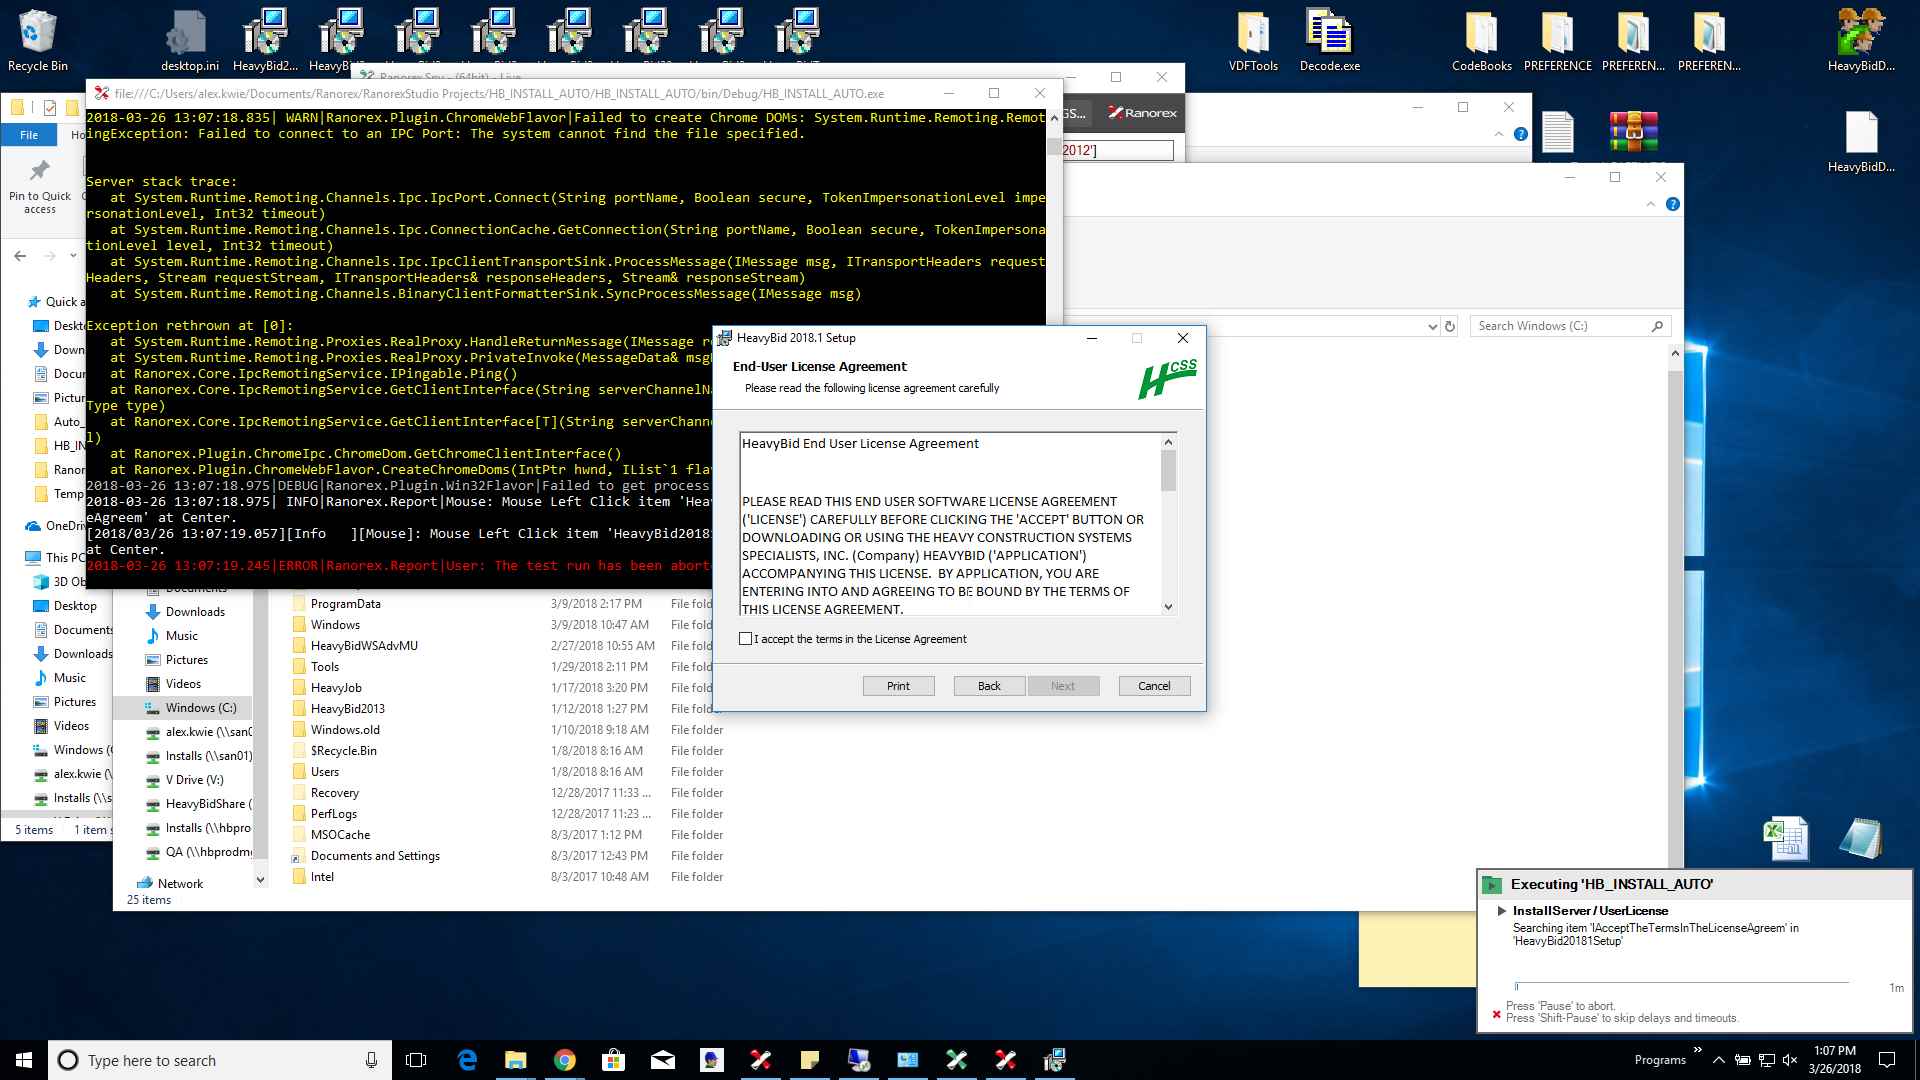 Recycle Bin
desktop.ini
HeavyBid2...
VDFTools
Decode.exe
CodeBooks
PREFERENCE
PREFEREN...
PREFEREN...
HeavyBidD...
HeavyBidD...
Ranorex Spy - (64bit) - Live
GS...
Ranorex
2012']
file:///C:/Users/alex.kwie/Documents/Ranorex/RanorexStudio Projects/HB_INSTALL_AUTO/HB_INSTALL_AUTO/bin/Debug/HB_INSTALL_AUTO.exe
2018-03-26 13:07:18.835| WARN|Ranorex.Plugin.ChromeWebFlavor|Failed to create Chrome DOMs: System.Runtime.Remoting.Remot
ingException: Failed to connect to an IPC Port: The system cannot find the file specified.
Server stack trace:
at System.Runtime.Remoting.Channels.Ipc.IpcPort.Connect(String portName, Boolean secure, TokenImpersonationLevel impe
rsonationLevel, Int32 timeout)
at System.Runtime.Remoting.Channels.Ipc.ConnectionCache.GetConnection(String portName, Boolean secure, TokenImpersona
tionLevel level, Int32 timeout)
at System.Runtime.Remoting.Channels.Ipc.IpcClientTransportSink.ProcessMessage(IMessage msg, ITransportHeaders request
Headers, Stream requestStream, ITransportHeaders& responseHeaders, Stream& responseStream)
at System.Runtime.Remoting.Channels.BinaryClientFormatterSink.SyncProcessMessage(IMessage msg)
Exception rethrown at [0]:
at System.Runtime.Remoting.Proxies.RealProxy.HandleReturnMessage(IMessage re
at System.Runtime.Remoting.Proxies.RealProxy.PrivateInvoke(MessageData& msg
at Ranorex.Core.IpcRemotingService.IPingable.Ping()
at Ranorex.Core.IpcRemotingService.GetClientInterface(String serverChannelNa
Type type)
at Ranorex.Core.IpcRemotingService.GetClientInterface[T](String serverChann
l)
at Ranorex.Plugin.ChromeIpc.ChromeDom.GetChromeClientInterface()
at Ranorex.Plugin.ChromeWebFlavor.CreateChromeDoms(IntPtr hwnd, IList`1 fla
2018-03-26 13:07:18.975|DEBUG|Ranorex.Plugin.Win32Flavor|Failed to get process
2018-03-26 13:07:18.975| INFO|Ranorex.Report|Mouse: Mouse Left Click item 'Hea
eAgreem' at Center.
[2018/03/26 13:07:19.057][Info   ][Mouse]: Mouse Left Click item 'HeavyBid2018
at Center.
2018-03-26 13:07:19.245|ERROR|Ranorex.Report|User: The test run has been abort
File
Ho
Pin to Quick
access
Quick a
Deskt
Down
Docu
Pictur
Auto_
HB_IN
Ranor
Temp
OneDriv
This PC
3D Ob
Desktop
Documents
Downloads
Music
Pictures
Videos
Windows (
alex.kwie (\\
Installs (\\s
5 items
1 item s
Search Windows (C:)
Documents
Downloads
Music
Pictures
Videos
Windows (C:)
alex.kwie (\\san0
Installs (\\san01)
V Drive (V:)
HeavyBidShare (
Installs (\\hbpro
QA (\\hbprodm
Network
25 items
ProgramData 3/9/2018 2:17 PM File fold
Windows 3/9/2018 10:47 AM File fold
HeavyBidWSAdvMU 2/27/2018 10:55 AM File fold
Tools 1/29/2018 2:11 PM File fold
HeavyJob 1/17/2018 3:20 PM File fold
HeavyBid2013 1/12/2018 1:27 PM File folder
Windows.old 1/10/2018 9:18 AM File folder
$Recycle.Bin 1/8/2018 8:16 AM File folder
Users 1/8/2018 8:16 AM File folder
Recovery 12/28/2017 11:33 ... File folder
PerfLogs 12/28/2017 11:23 ... File folder
MSOCache 8/3/2017 1:12 PM File folder
Documents and Settings 8/3/2017 12:43 PM File folder
Intel 8/3/2017 10:48 AM File folder
HeavyBid 2018.1 Setup
End-User License Agreement
Please read the following license agreement carefully
HCSS
HeavyBid End User License Agreement
PLEASE READ THIS END USER SOFTWARE LICENSE AGREEMENT
('LICENSE') CAREFULLY BEFORE CLICKING THE 'ACCEPT' BUTTON OR
DOWNLOADING OR USING THE HEAVY CONSTRUCTION SYSTEMS
SPECIALISTS, INC. (Company) HEAVYBID ('APPLICATION')
ACCOMPANYING THIS LICENSE.  BY APPLICATION, YOU ARE
ENTERING INTO AND AGREEING TO BE BOUND BY THE TERMS OF
THIS LICENSE AGREEMENT.
I accept the terms in the License Agreement
Print
Back
Next
Cancel
Executing 'HB_INSTALL_AUTO'
InstallServer / UserLicense
Searching item 'IAcceptTheTermsInTheLicenseAgreem' in
'HeavyBid20181Setup'
1m
Press 'Pause' to abort.
Press 'Shift-Pause' to skip delays and timeouts.
Type here to search
Programs
1:07 PM
3/26/2018